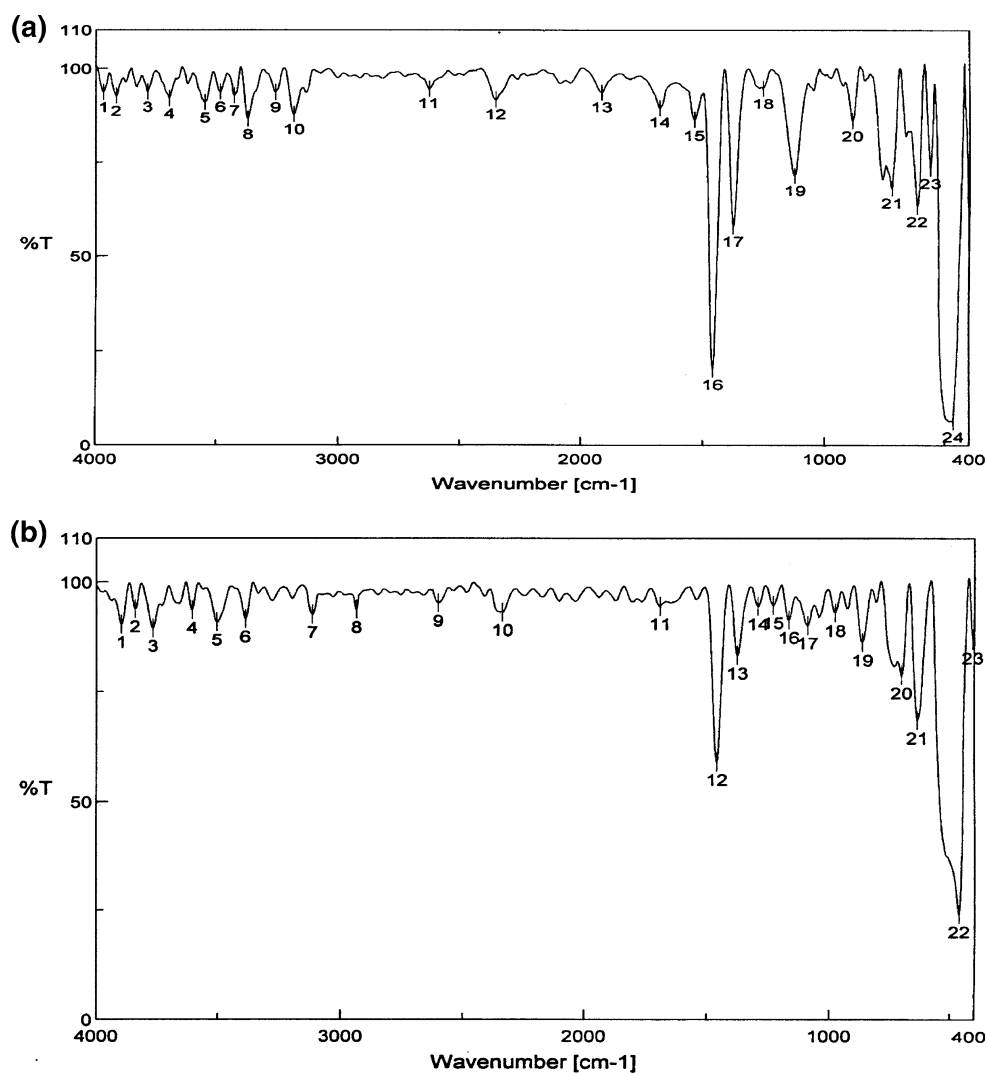 (a)
110
100
1 2 3 4 5 6 7 8 9 10 11 12 13 14 15 16 17 18 19 20 21 22 23 24
%T
50
0
4000 3000 2000 1000 400
Wavenumber [cm-1]
(b)
110
100
1 2 3 4 5 6 7 8 9 10 11 12 13 14 15 16 17 18 19 20 21 22 23
%T
50
0
4000 3000 2000 1000 400
Wavenumber [cm-1]